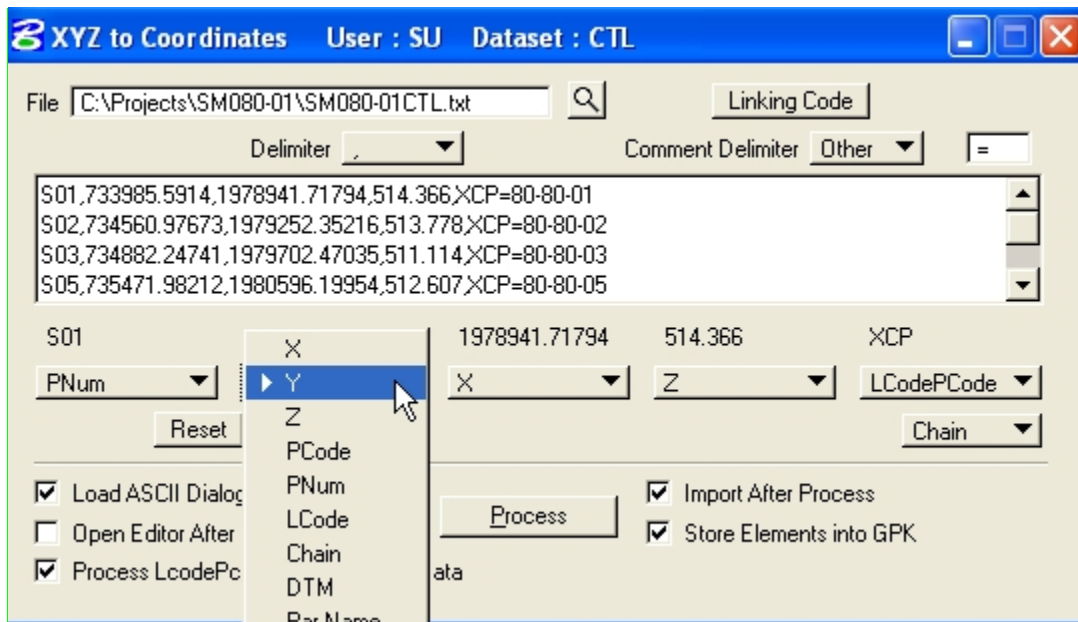 XYZ to Coordinates User : SU Dataset : CTL
File C:\Projects\SM080-01\SM080-01CTL.txt Linking Code
Delimiter , Comment Delimiter Other =
S01,733985.5914,1978941.71794,514.366,XCP=80-80-01
S02,734560.97673,1979252.35216,513.778,XCP=80-80-02
S03,734882.24741,1979702.47035,511.114,XCP=80-80-03
S05,735471.98212,1980596.19954,512.607,XCP=80-80-05
S01 1978941.71794 514.366 XCP
PNum X Z LCodePCode
Reset Chain
X
Y
Z
PCode
PNum
LCode
Chain
DTM
Par Name
Load ASCII Dialog
Open Editor After
Process LcodePc ata
Process
Import After Process
Store Elements into GPK